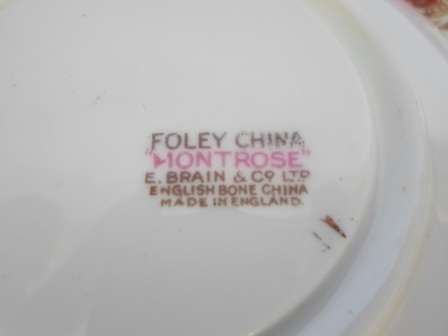 FOLEY CHINA
"MONTROSE"
E. BRAIN & CO LTD
ENGLISH BONE CHINA
MADE IN ENGLAND.